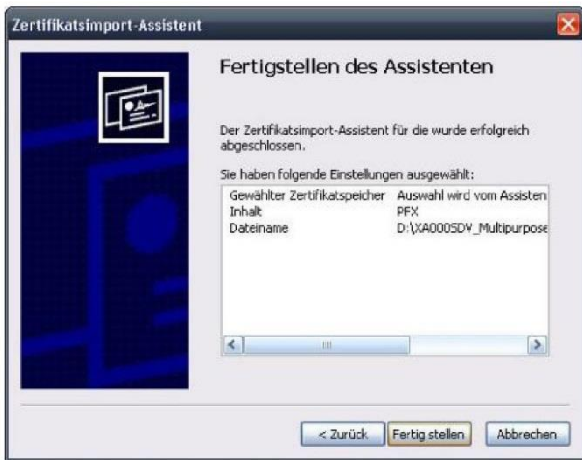 Zertifikatsimport-Assistent
Fertigstellen des Assistenten
Der Zertifikatsimport-Assistent für die wurde erfolgreich
abgeschlossen.
Sie haben folgende Einstellungen ausgewählt:
Gewählter Zertifikatspeicher Auswahl wird vom Assisten
Inhalt PFX
Dateiname D:\XA000SDV_Multipurpose
< Zurück Fertig stellen Abbrechen